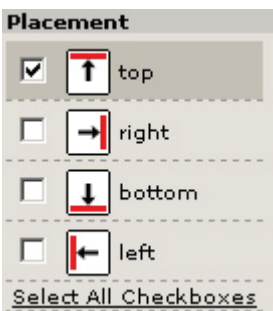 Placement
top
right
bottom
left
Select All Checkboxes